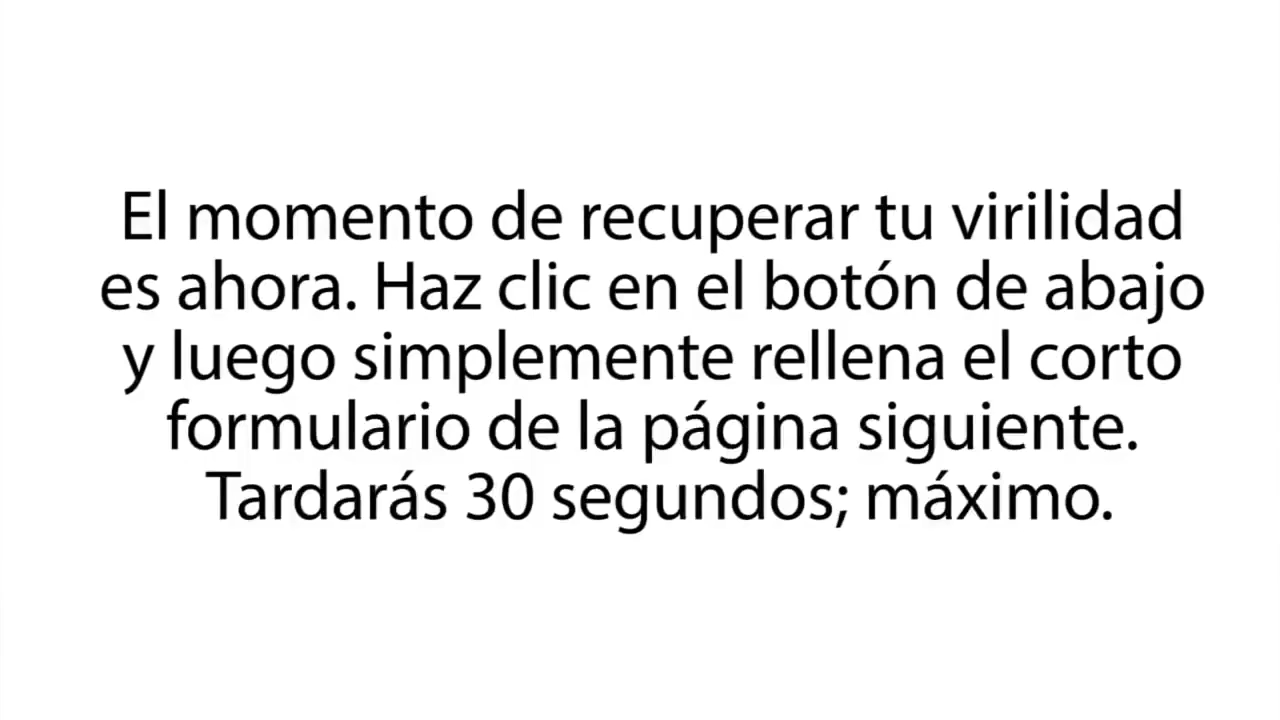 El momento de recuperar tu virilidad
es ahora. Haz clic en el botón de abajo
y luego simplemente rellena el corto
formulario de la página siguiente.
Tardarás 30 segundos; máximo.